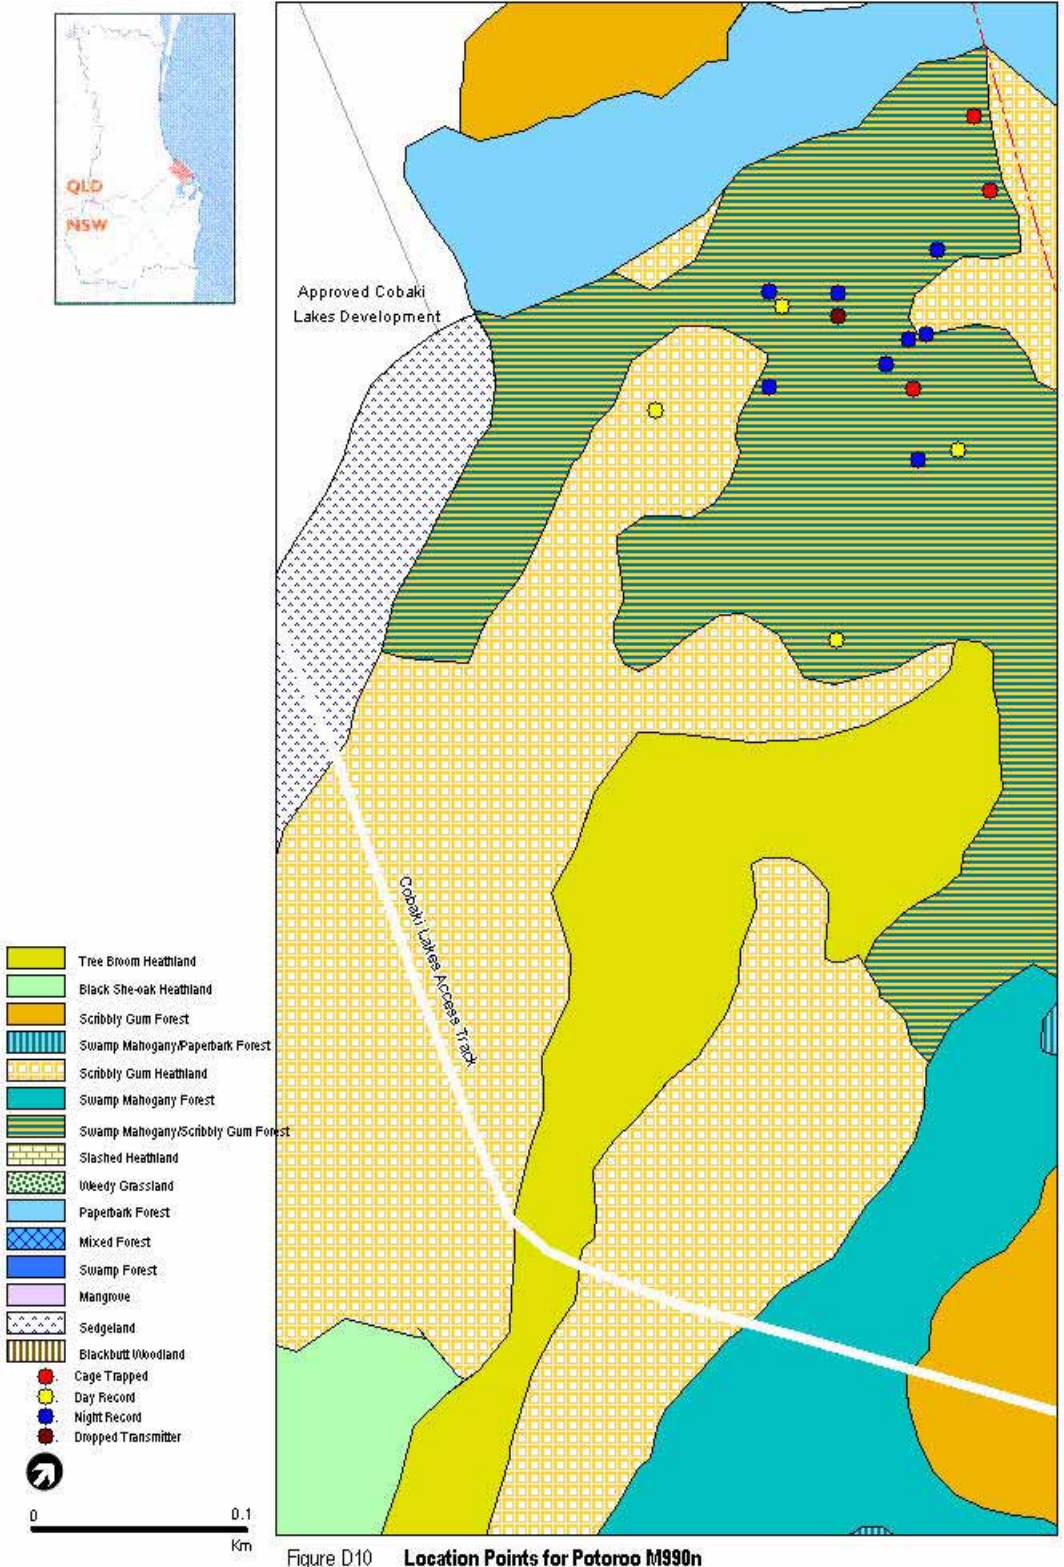 QLD
NSW
Approved Cobaki
Lakes Development
Cobaki Lakes Access Track
Tree Broom Heathland
Black She-oak Heathland
Scribbly Gum Forest
Swamp Mahogany/Paperbark Forest
Scribbly Gum Heathland
Swamp Mahogany Forest
Swamp Mahogany/Scribbly Gum Forest
Slashed Heathland
Weedy Grassland
Paperbark Forest
Mixed Forest
Swamp Forest
Mangrove
Sedgeland
Blackbutt Woodland
Cage Trapped
Day Record
Night Record
Dropped Transmitter
0 0.1
Km
Figure D10 Location Points for Potoroo M990n